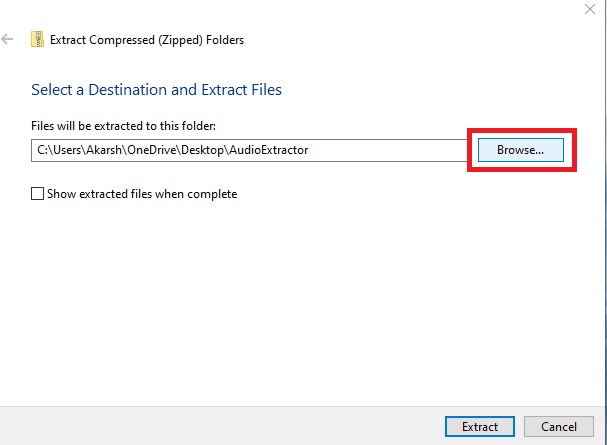 Extract Compressed (Zipped) Folders
Select a Destination and Extract Files
Files will be extracted to this folder:
C:\Users\Akarsh\OneDrive\Desktop\AudioExtractor
Browse...
Show extracted files when complete
Extract
Cancel